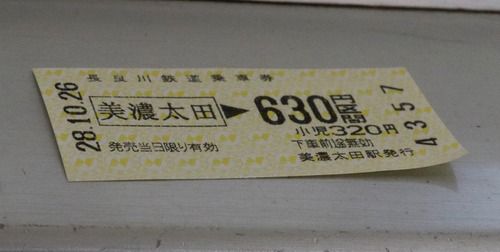 長良川鉄道乗車券
28.10.26
美濃太田▶630円区間
小児320円
発売当日限り有効
下車前途無効
美濃太田駅発行
4357